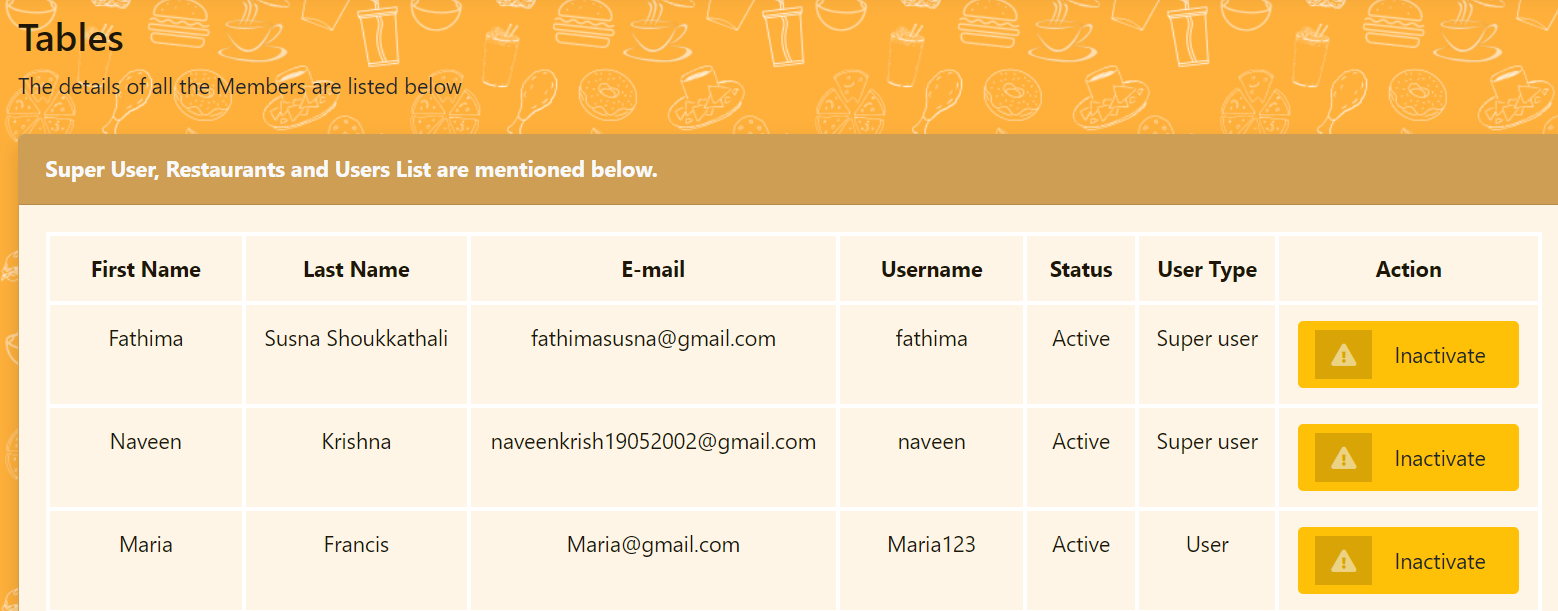 Tables
The details of all the Members are listed below
Super User, Restaurants and Users List are mentioned below.
First Name Last Name E-mail Username Status User Type Action
Fathima Susna Shoukkathali fathimasusna@gmail.com fathima Active Super user Inactivate
Naveen Krishna naveenkrish19052002@gmail.com naveen Active Super user Inactivate
Maria Francis Maria@gmail.com Maria123 Active User Inactivate